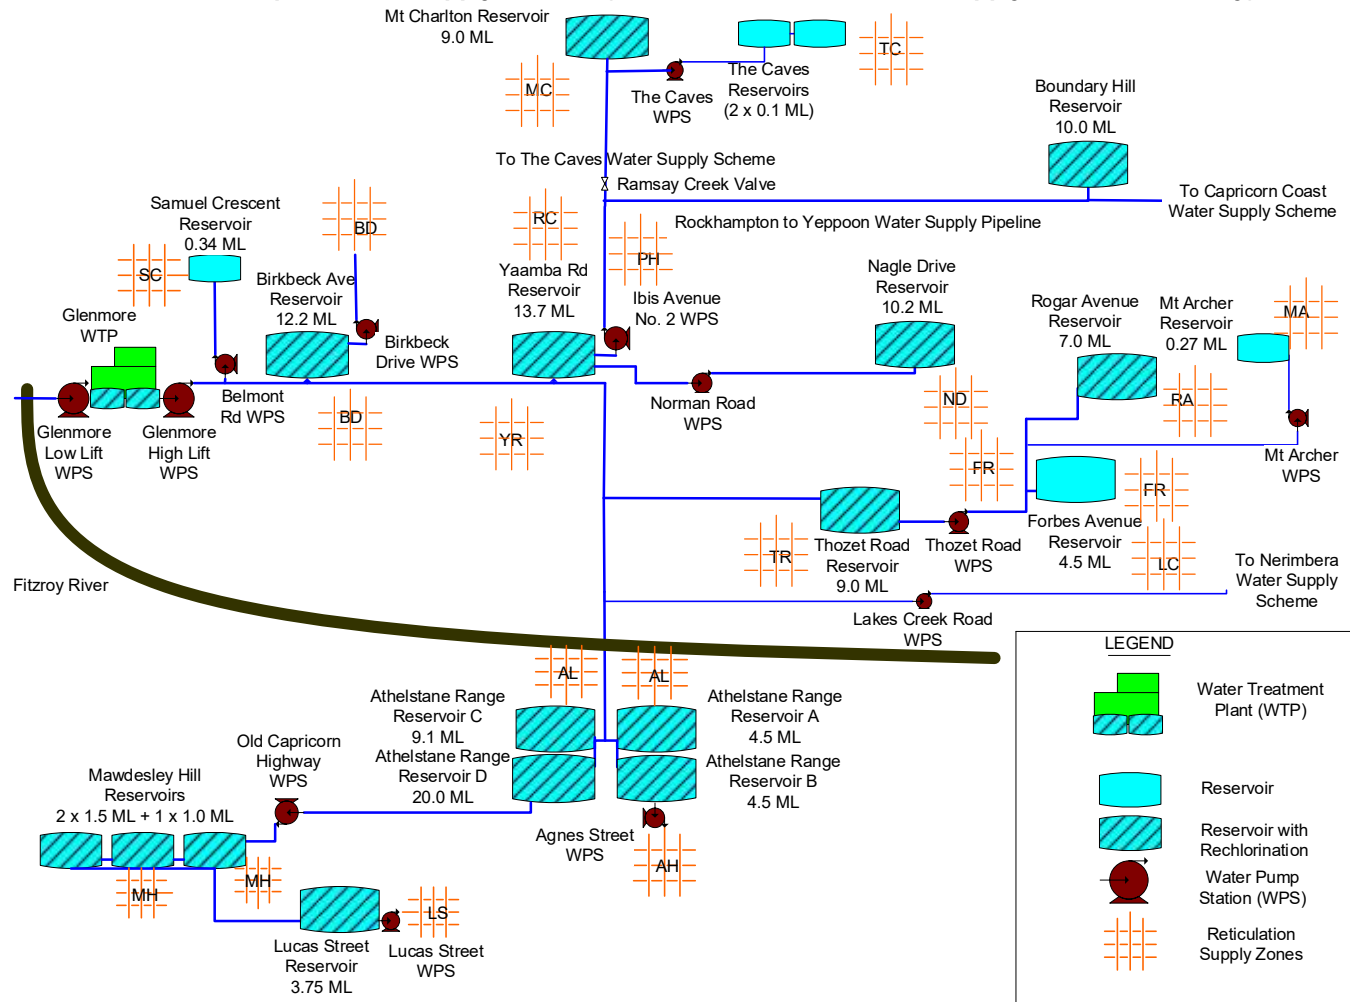 Mt Charlton Reservoir
9.0 ML
MC
The Caves
WPS
The Caves
Reservoirs
(2 x 0.1 ML)
TC
Boundary Hill
Reservoir
10.0 ML
To The Caves Water Supply Scheme
Ramsay Creek Valve
To Capricorn Coast
Water Supply Scheme
Rockhampton to Yeppoon Water Supply Pipeline
Samuel Crescent
Reservoir
0.34 ML
SC
BD
RC
PH
Glenmore
WTP
Birkbeck Ave
Reservoir
12.2 ML
Birkbeck
Drive WPS
Yaamba Rd
Reservoir
13.7 ML
Ibis Avenue
No. 2 WPS
Nagle Drive
Reservoir
10.2 ML
Rogar Avenue
Reservoir
7.0 ML
Mt Archer
Reservoir
0.27 ML
MA
Glenmore
Low Lift
WPS
Glenmore
High Lift
WPS
Belmont
Rd WPS
BD
YR
Norman Road
WPS
ND
RA
Mt Archer
WPS
FR
FR
Forbes Avenue
Reservoir
4.5 ML
LC
TR
Thozet Road
Reservoir
9.0 ML
Thozet Road
WPS
To Nerimbera
Water Supply
Scheme
Lakes Creek Road
WPS
Fitzroy River
AL
AL
Athelstane Range
Reservoir C
9.1 ML
Athelstane Range
Reservoir D
20.0 ML
Athelstane Range
Reservoir A
4.5 ML
Athelstane Range
Reservoir B
4.5 ML
Agnes Street
WPS
AH
Old Capricorn
Highway
WPS
Mawdesley Hill
Reservoirs
2 x 1.5 ML + 1 x 1.0 ML
MH
MH
Lucas Street
Reservoir
3.75 ML
LS
Lucas Street
WPS
LEGEND
Water Treatment
Plant (WTP)
Reservoir
Reservoir with
Rechlorination
Water Pump
Station (WPS)
Reticulation
Supply Zones